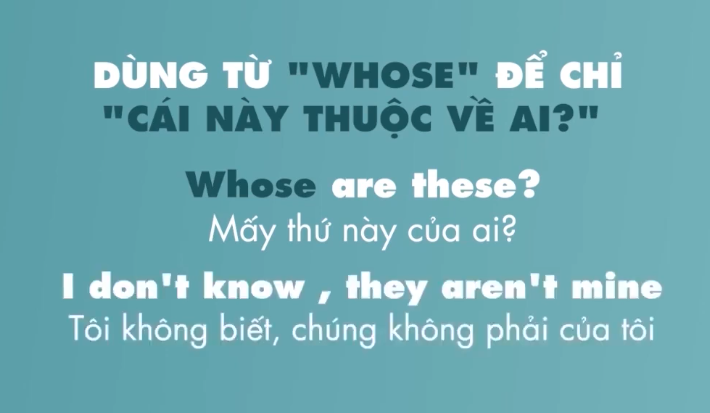 DÙNG TỪ "WHOSE" ĐỂ CHỈ
"CÁI NÀY THUỘC VỀ AI?"
Whose are these?
Mấy thứ này của ai?
I don't know , they aren't mine
Tôi không biết, chúng không phải của tôi